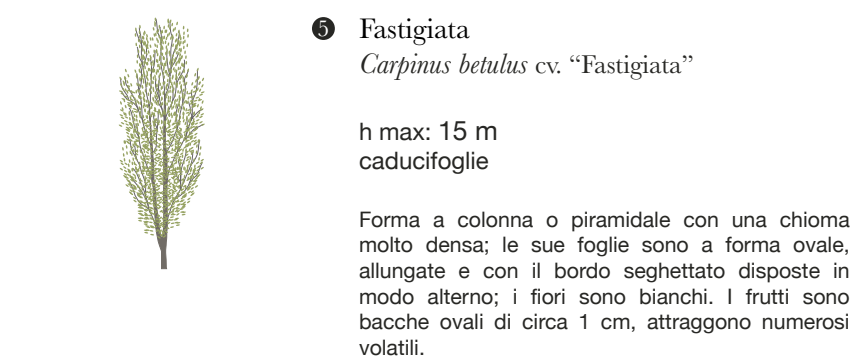 ❺ Fastigiata
Carpinus betulus cv. “Fastigiata”
h max: 15 m
caducifoglie
Forma a colonna o piramidale con una chioma
molto densa; le sue foglie sono a forma ovale,
allungate e con il bordo seghettato disposte in
modo alterno; i fiori sono bianchi. I frutti sono
bacche ovali di circa 1 cm, attraggono numerosi
volatili.